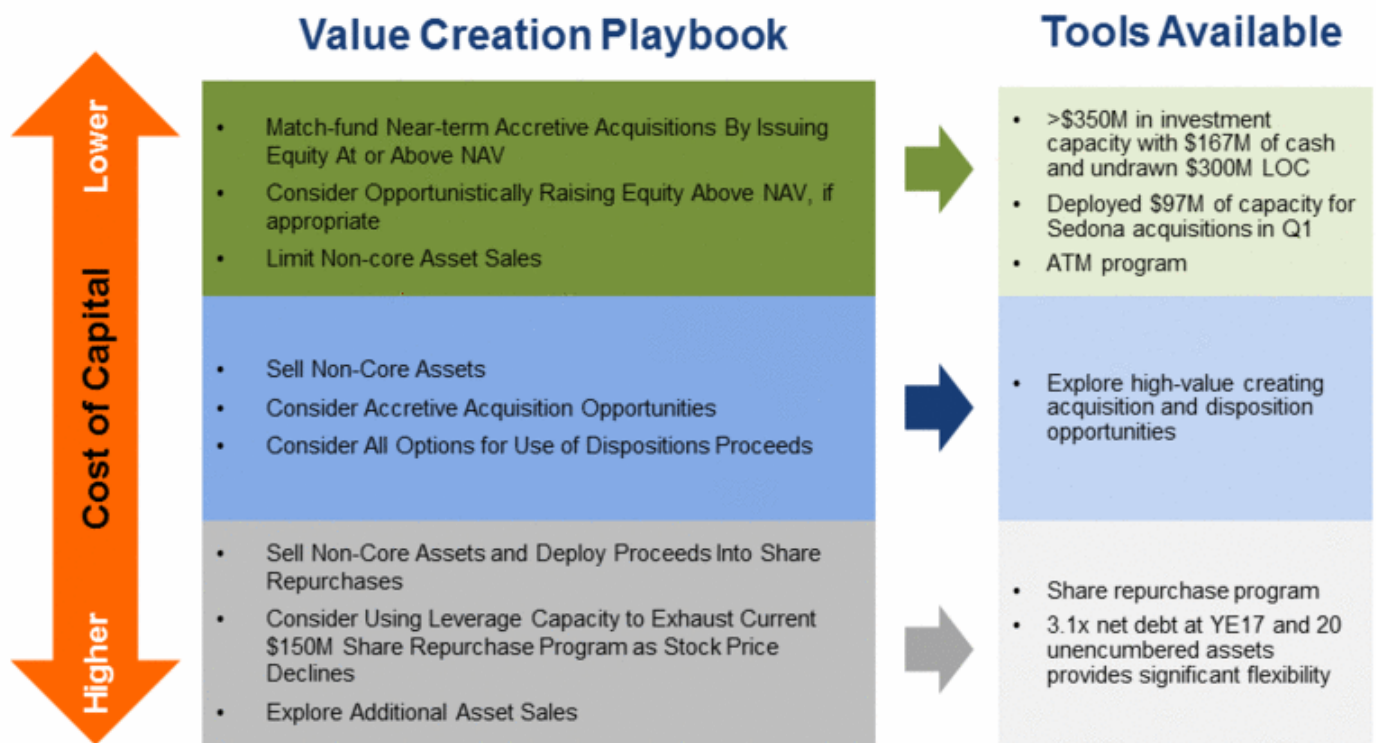 Value Creation Playbook
Tools Available
Lower
Cost of Capital
Higher
• Match-fund Near-term Accretive Acquisitions By Issuing
Equity At or Above NAV
• Consider Opportunistically Raising Equity Above NAV, if
appropriate
• Limit Non-core Asset Sales
• >$350M in investment
capacity with $167M of cash
and undrawn $300M LOC
• Deployed $97M of capacity for
Sedona acquisitions in Q1
• ATM program
• Sell Non-Core Assets
• Consider Accretive Acquisition Opportunities
• Consider All Options for Use of Dispositions Proceeds
• Explore high-value creating
acquisition and disposition
opportunities
• Sell Non-Core Assets and Deploy Proceeds Into Share
Repurchases
• Consider Using Leverage Capacity to Exhaust Current
$150M Share Repurchase Program as Stock Price
Declines
• Explore Additional Asset Sales
• Share repurchase program
• 3.1x net debt at YE17 and 20
unencumbered assets
provides significant flexibility